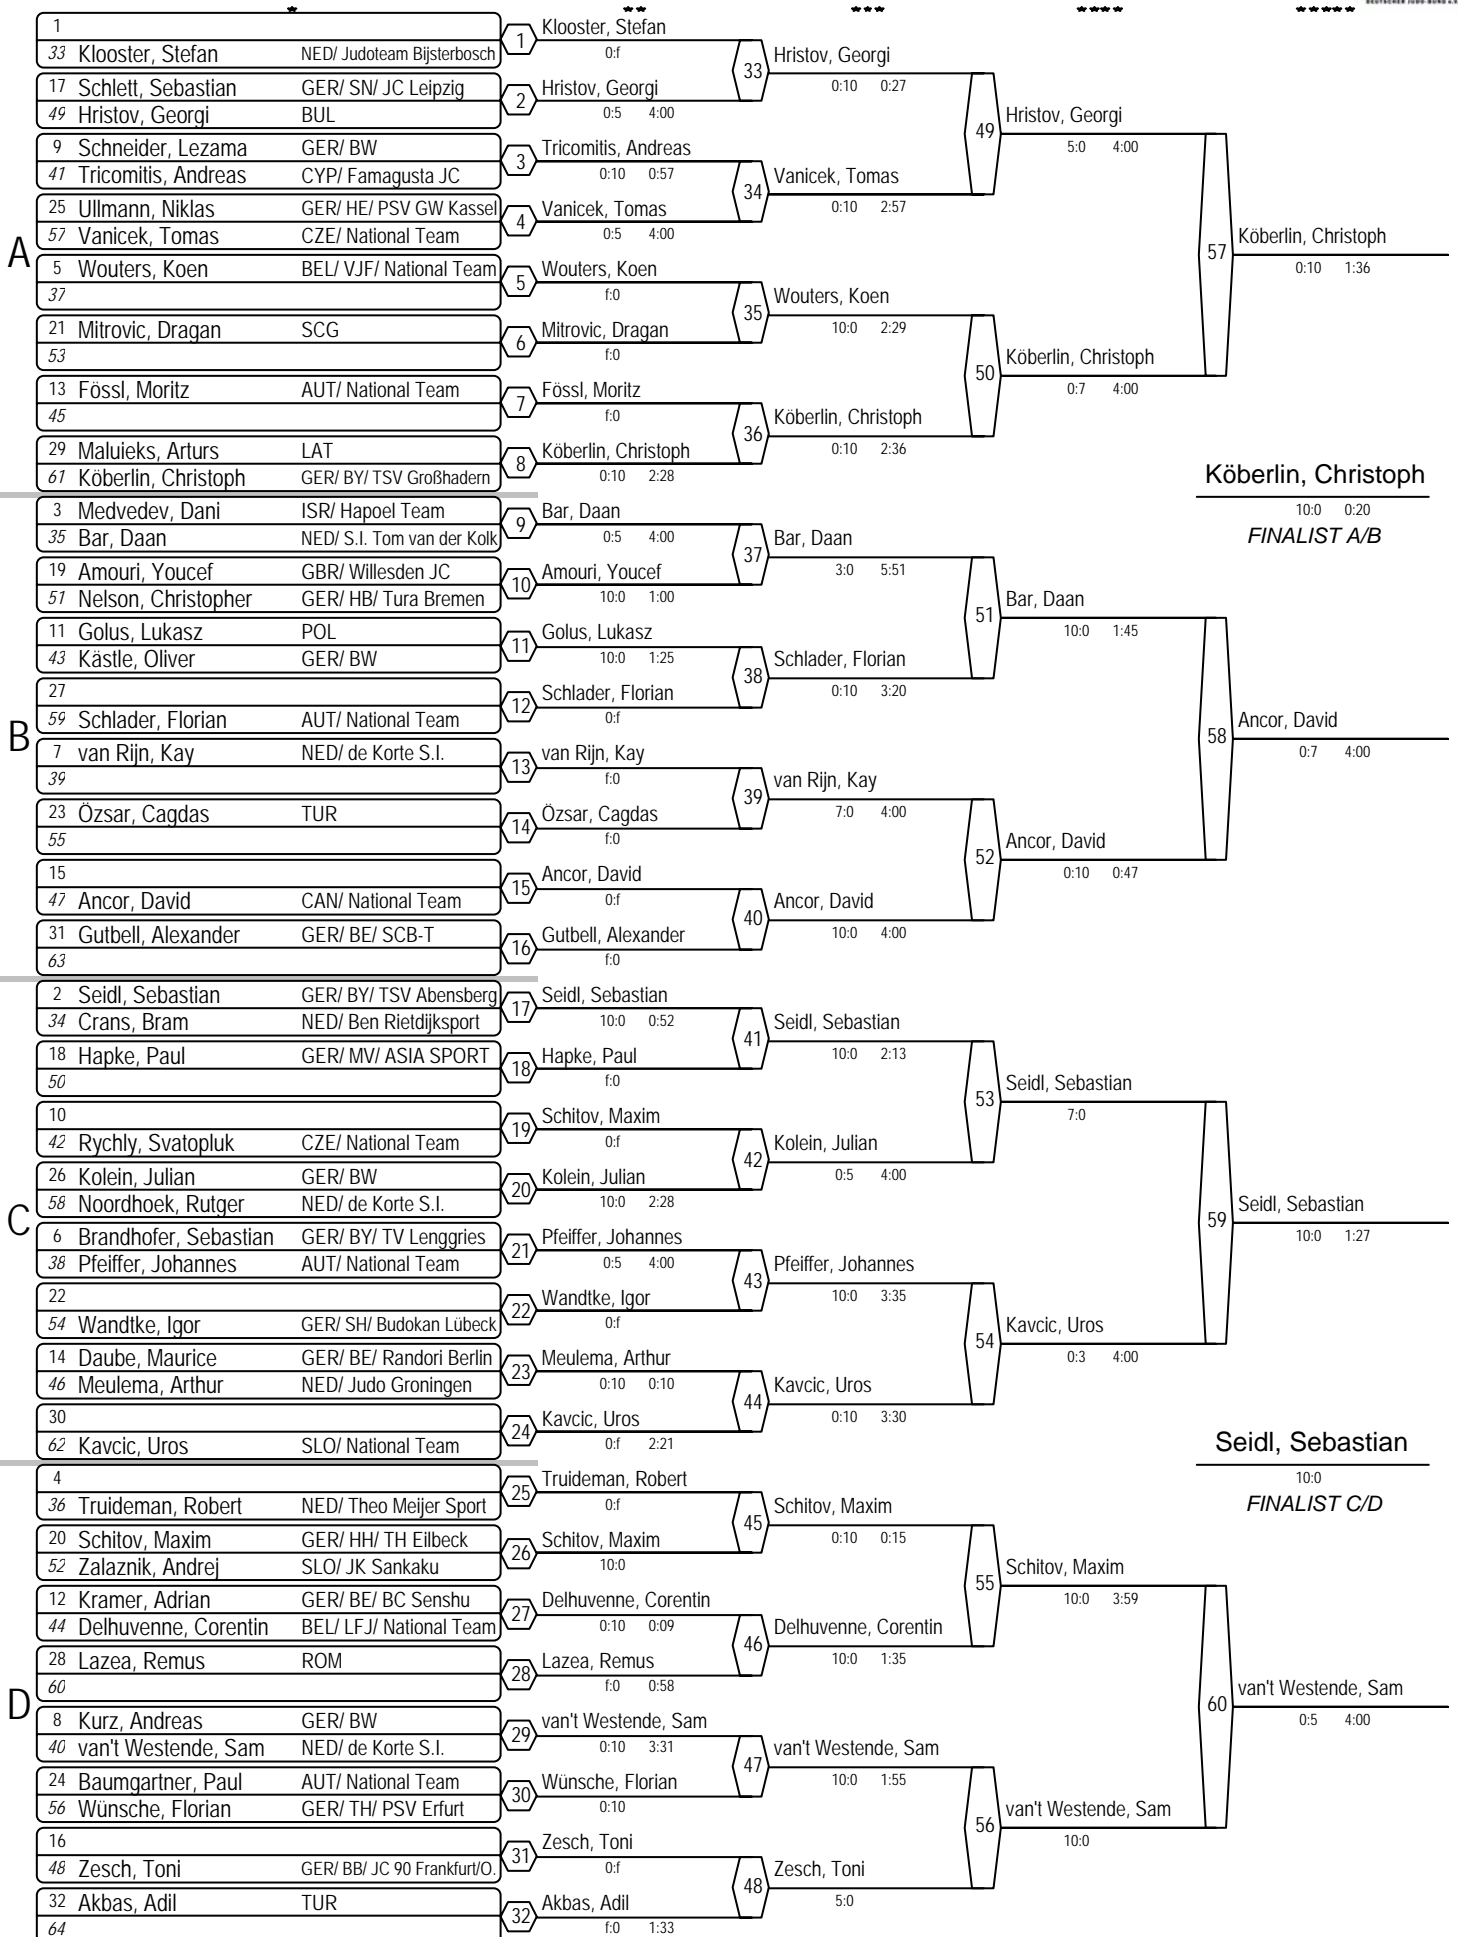 * ** *** **** *****
DEUTSCHER JUDO-BUND e.V.
A
1
33 Klooster, Stefan NED/ Judoteam Bijsterbosch
17 Schlett, Sebastian GER/ SN/ JC Leipzig
49 Hristov, Georgi BUL
9 Schneider, Lezama GER/ BW
41 Tricomitis, Andreas CYP/ Famagusta JC
25 Ullmann, Niklas GER/ HE/ PSV GW Kassel
57 Vanicek, Tomas CZE/ National Team
5 Wouters, Koen BEL/ VJF/ National Team
37
21 Mitrovic, Dragan SCG
53
13 Fössl, Moritz AUT/ National Team
45
29 Maluieks, Arturs LAT
61 Köberlin, Christoph GER/ BY/ TSV Großhadern
B
3 Medvedev, Dani ISR/ Hapoel Team
35 Bar, Daan NED/ S.I. Tom van der Kolk
19 Amouri, Youcef GBR/ Willesden JC
51 Nelson, Christopher GER/ HB/ Tura Bremen
11 Golus, Lukasz POL
43 Kästle, Oliver GER/ BW
27
59 Schlader, Florian AUT/ National Team
7 van Rijn, Kay NED/ de Korte S.I.
39
23 Özsar, Cagdas TUR
55
15
47 Ancor, David CAN/ National Team
31 Gutbell, Alexander GER/ BE/ SCB-T
63
C
2 Seidl, Sebastian GER/ BY/ TSV Abensberg
34 Crans, Bram NED/ Ben Rietdijksport
18 Hapke, Paul GER/ MV/ ASIA SPORT
50
10
42 Rychly, Svatopluk CZE/ National Team
26 Kolein, Julian GER/ BW
58 Noordhoek, Rutger NED/ de Korte S.I.
6 Brandhofer, Sebastian GER/ BY/ TV Lenggries
38 Pfeiffer, Johannes AUT/ National Team
22
54 Wandtke, Igor GER/ SH/ Budokan Lübeck
14 Daube, Maurice GER/ BE/ Randori Berlin
46 Meulema, Arthur NED/ Judo Groningen
30
62 Kavcic, Uros SLO/ National Team
D
4
36 Truideman, Robert NED/ Theo Meijer Sport
20 Schitov, Maxim GER/ HH/ TH Eilbeck
52 Zalaznik, Andrej SLO/ JK Sankaku
12 Kramer, Adrian GER/ BE/ BC Senshu
44 Delhuvenne, Corentin BEL/ LFJ/ National Team
28 Lazea, Remus ROM
60
8 Kurz, Andreas GER/ BW
40 van't Westende, Sam NED/ de Korte S.I.
24 Baumgartner, Paul AUT/ National Team
56 Wünsche, Florian GER/ TH/ PSV Erfurt
16
48 Zesch, Toni GER/ BB/ JC 90 Frankfurt/O.
32 Akbas, Adil TUR
64
1 Klooster, Stefan
0:f
2 Hristov, Georgi
0:5 4:00
3 Tricomitis, Andreas
0:10 0:57
4 Vanicek, Tomas
0:5 4:00
5 Wouters, Koen
f:0
6 Mitrovic, Dragan
f:0
7 Fössl, Moritz
f:0
8 Köberlin, Christoph
0:10 2:28
9 Bar, Daan
0:5 4:00
10 Amouri, Youcef
10:0 1:00
11 Golus, Lukasz
10:0 1:25
12 Schlader, Florian
0:f
13 van Rijn, Kay
f:0
14 Özsar, Cagdas
f:0
15 Ancor, David
0:f
16 Gutbell, Alexander
f:0
17 Seidl, Sebastian
10:0 0:52
18 Hapke, Paul
f:0
19 Schitov, Maxim
0:f
20 Kolein, Julian
10:0 2:28
21 Pfeiffer, Johannes
0:5 4:00
22 Wandtke, Igor
0:f
23 Meulema, Arthur
0:10 0:10
24 Kavcic, Uros
0:f 2:21
25 Truideman, Robert
0:f
26 Schitov, Maxim
10:0
27 Delhuvenne, Corentin
0:10 0:09
28 Lazea, Remus
f:0 0:58
29 van't Westende, Sam
0:10 3:31
30 Wünsche, Florian
0:10
31 Zesch, Toni
0:f
32 Akbas, Adil
f:0 1:33
33 Hristov, Georgi
0:10 0:27
34 Vanicek, Tomas
0:10 2:57
35 Wouters, Koen
10:0 2:29
36 Köberlin, Christoph
0:10 2:36
37 Bar, Daan
3:0 5:51
38 Schlader, Florian
0:10 3:20
39 van Rijn, Kay
7:0 4:00
40 Ancor, David
10:0 4:00
41 Seidl, Sebastian
10:0 2:13
42 Kolein, Julian
0:5 4:00
43 Pfeiffer, Johannes
10:0 3:35
44 Kavcic, Uros
0:10 3:30
45 Schitov, Maxim
0:10 0:15
46 Delhuvenne, Corentin
10:0 1:35
47 van't Westende, Sam
10:0 1:55
48 Zesch, Toni
5:0
49 Hristov, Georgi
5:0 4:00
50 Köberlin, Christoph
0:7 4:00
51 Bar, Daan
10:0 1:45
52 Ancor, David
0:10 0:47
53 Seidl, Sebastian
7:0
54 Kavcic, Uros
0:3 4:00
55 Schitov, Maxim
10:0 3:59
56 van't Westende, Sam
10:0
57 Köberlin, Christoph
0:10 1:36
Köberlin, Christoph
10:0 0:20
FINALIST A/B
58 Ancor, David
0:7 4:00
59 Seidl, Sebastian
10:0 1:27
Seidl, Sebastian
10:0
FINALIST C/D
60 van't Westende, Sam
0:5 4:00